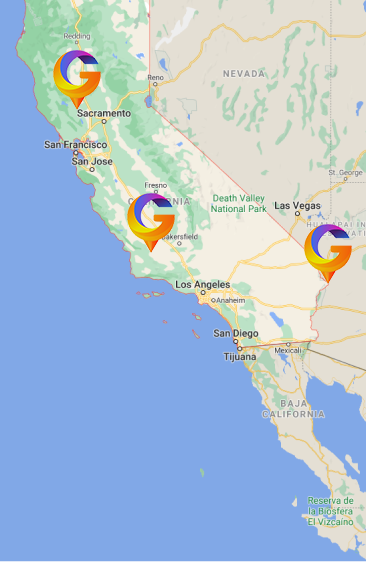 Redding
Reno
NEVADA
Sacramento
San Francisco
San Jose
St. George
Fresno
Death Valley
National Park
Las Vegas
Los Angeles
Anaheim
San Diego
Tijuana
Mexicali
BAJA
CALIFORNIA
Reserva de
la Biosfera
El Vizcaíno